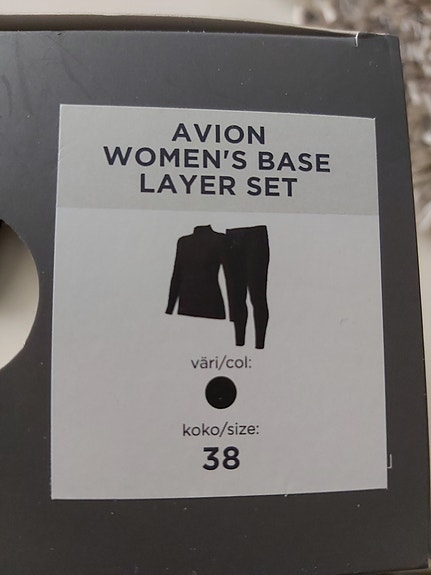 AVION
WOMEN'S BASE
LAYER SET
väri/col:
koko/size:
38